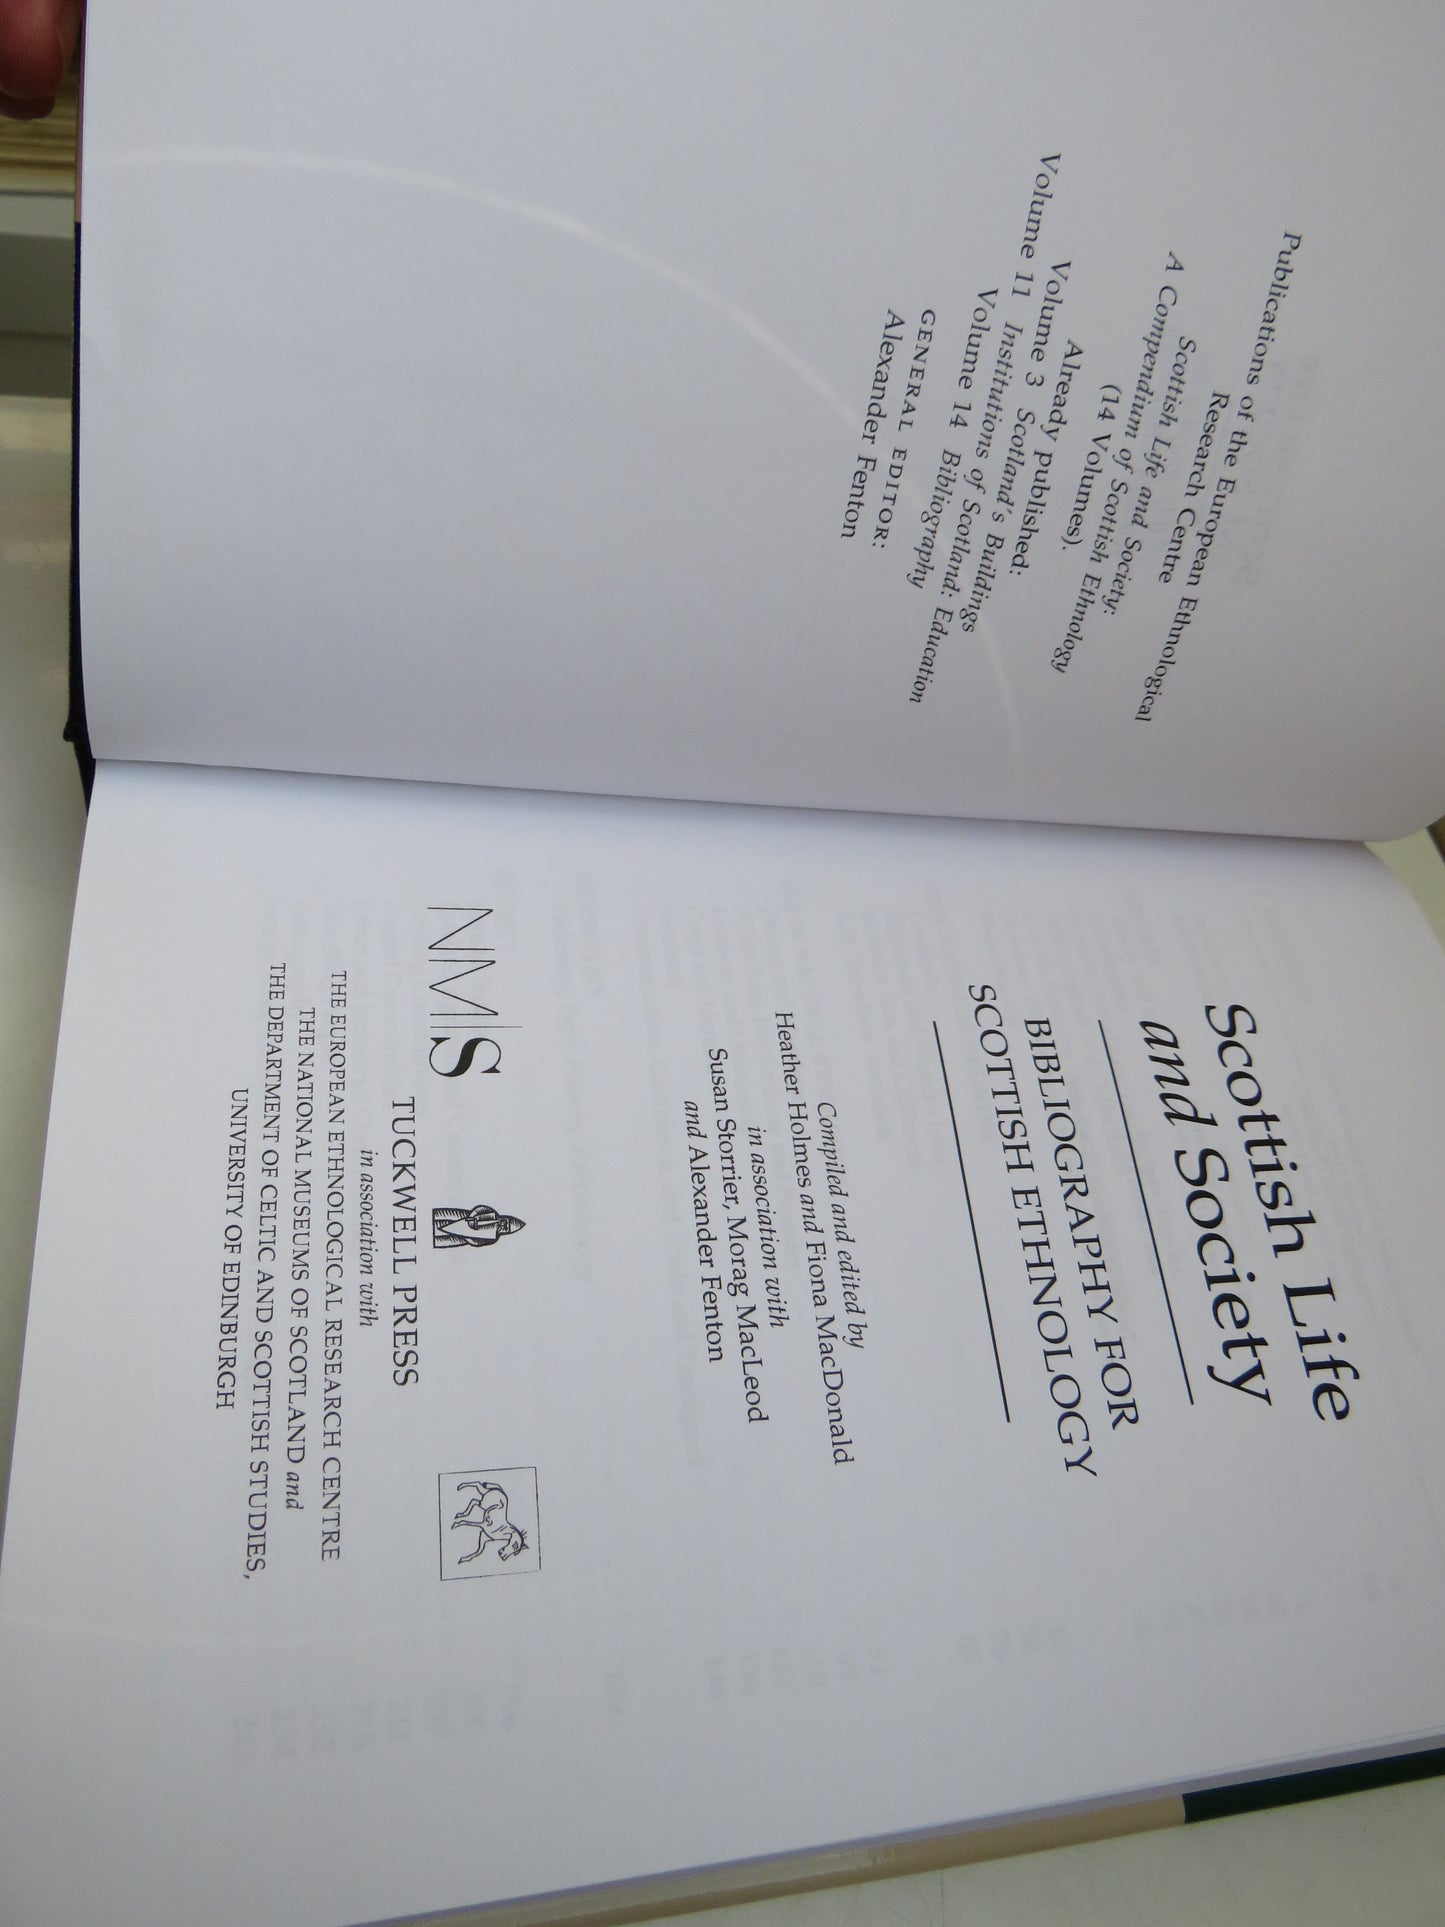 Publications of the European Ethnological
Research Centre
Scottish Life and Society:
A Compendium of Scottish Ethnology
(14 Volumes).
Already published:
Volume 3 Scotland's Buildings
Volume 11 Institutions of Scotland: Education
Volume 14 Bibliography
GENERAL EDITOR:
Alexander Fenton
Scottish Life
and Society
BIBLIOGRAPHY FOR
SCOTTISH ETHNOLOGY
Compiled and edited by
Heather Holmes and Fiona MacDonald
in association with
Susan Storrier, Morag MacLeod
and Alexander Fenton
NMS
TUCKWELL PRESS
in association with
THE EUROPEAN ETHNOLOGICAL RESEARCH CENTRE
THE NATIONAL MUSEUMS OF SCOTLAND and
THE DEPARTMENT OF CELTIC AND SCOTTISH STUDIES,
UNIVERSITY OF EDINBURGH